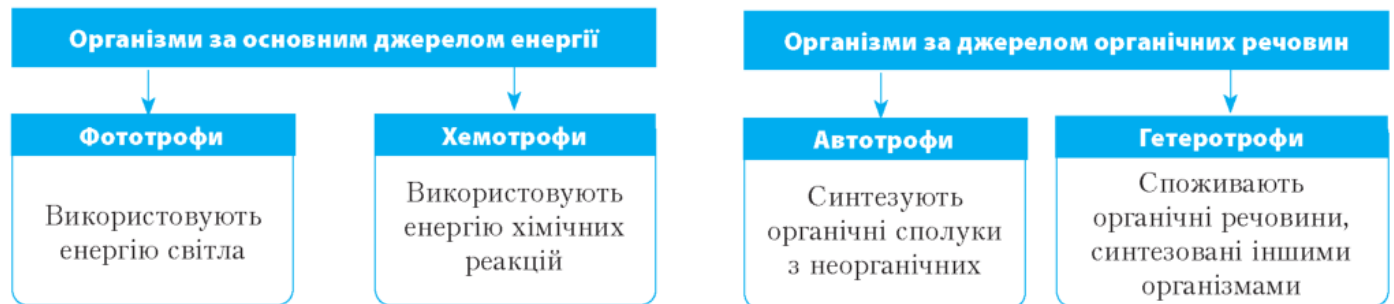 Організми за основним джерелом енергії
Фототрофи
Використовують
енергію світла
Хемотрофи
Використовують
енергію хімічних
реакцій
Організми за джерелом органічних речовин
Автотрофи
Синтезують
органічні сполуки
з неорганічних
Гетеротрофи
Споживають
органічні речовини,
синтезовані іншими
організмами